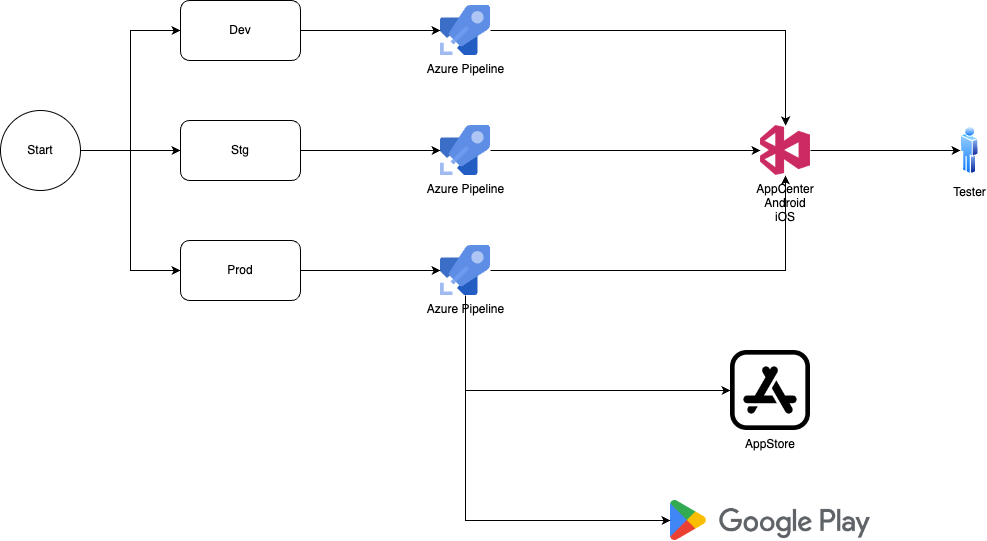 Dev
Azure Pipeline
Start
Stg
Azure Pipeline
AppCenter
Android
iOS
Tester
Prod
Azure Pipeline
AppStore
Google Play